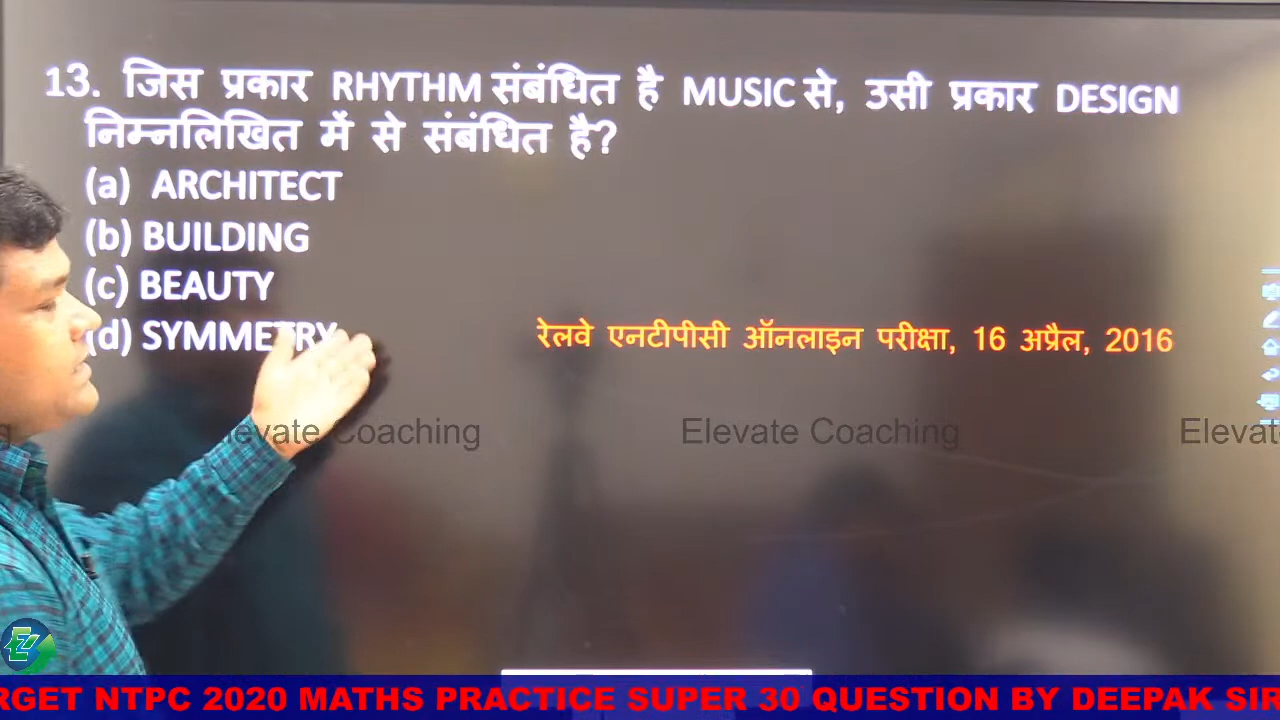 13. जिस प्रकार RHYTHM संबंधित है MUSIC से, उसी प्रकार DESIGN
निम्नलिखित में से संबंधित है?
(a) ARCHITECT
(b) BUILDING
(c) BEAUTY
(d) SYMMETRY
रेलवे एनटीपीसी ऑनलाइन परीक्षा, 16 अप्रैल, 2016
Elevate Coaching Elevate Coaching Elevat
RGET NTPC 2020 MATHS PRACTICE SUPER 30 QUESTION BY DEEPAK SIR